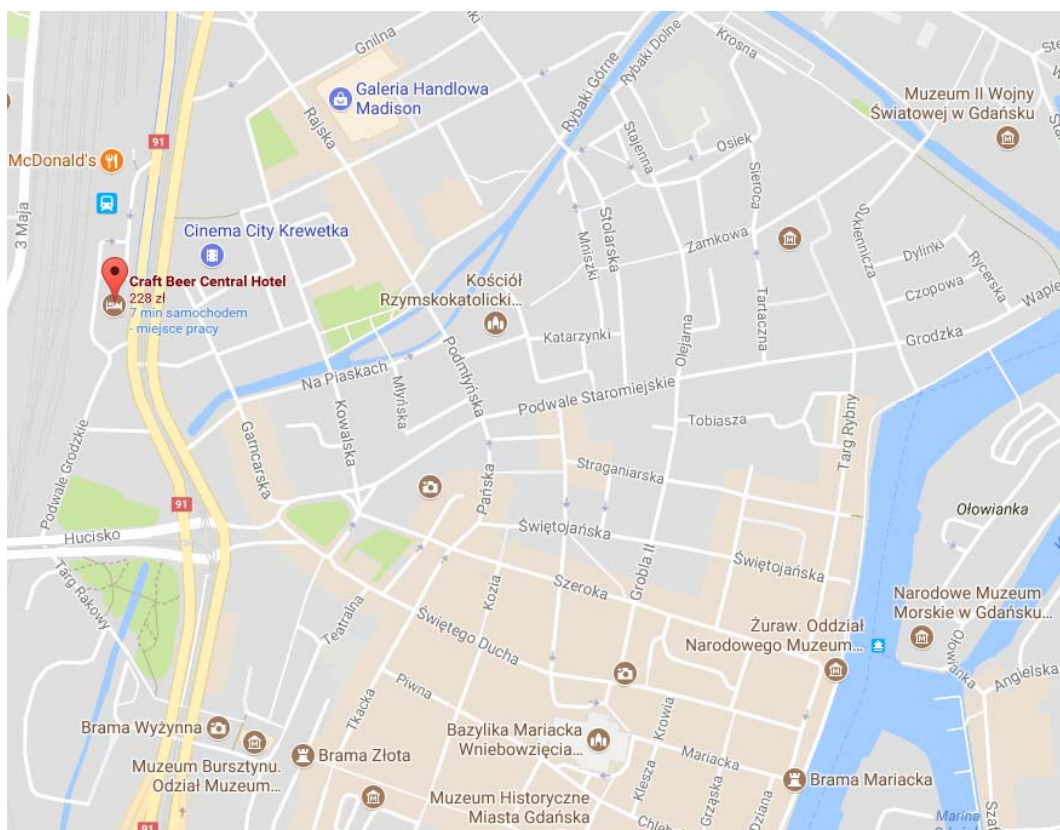 Gnilna
Krosna
Rybaki Dolne
Rybaki Górne
Galeria Handlowa
Madison
Rajska
Muzeum II Wojny
Światowej w Gdańsku
91
McDonald's
3 Maja
Stajenna
Osiek
Sieroca
Cinema City Krewetka
Stolarska
Mniszki
Zamkowa
Sukiennicza
Dylinki
Rycerska
Czopowa
Craft Beer Central Hotel
228 zł
7 min samochodem
- miejsce pracy
Kościół
Rzymskokatolicki...
Tartaczna
Olejarna
Grodzka
Katarzynki
Podmłyńska
Na Piaskach
Młyńska
Kowalska
Podwale Staromiejskie
Tobiasza
Targ Rybny
Garncarska
Podwale Grodzkie
Straganiarska
Pańska
91
Hucisko
Świętojańska
Świętojańska
Ołowianka
Targ Rakowy
Grobla II
Szeroka
Kozia
Teatralna
Świętego Ducha
Narodowe Muzeum
Morskie w Gdańsku...
Żuraw. Oddział
Narodowego Muzeum...
Ołowianka
Angielska
Piwna
Tkacka
Brama Wyżynna
Muzeum Bursztynu.
Odział Muzeum...
Brama Złota
Bazylika Mariacka
Wniebowzięcia...
Krowia
Klesza
Mariacka
Grząska
Brama Mariacka
Muzeum Historyczne
Miasta Gdańska
Dziana
Marina
91